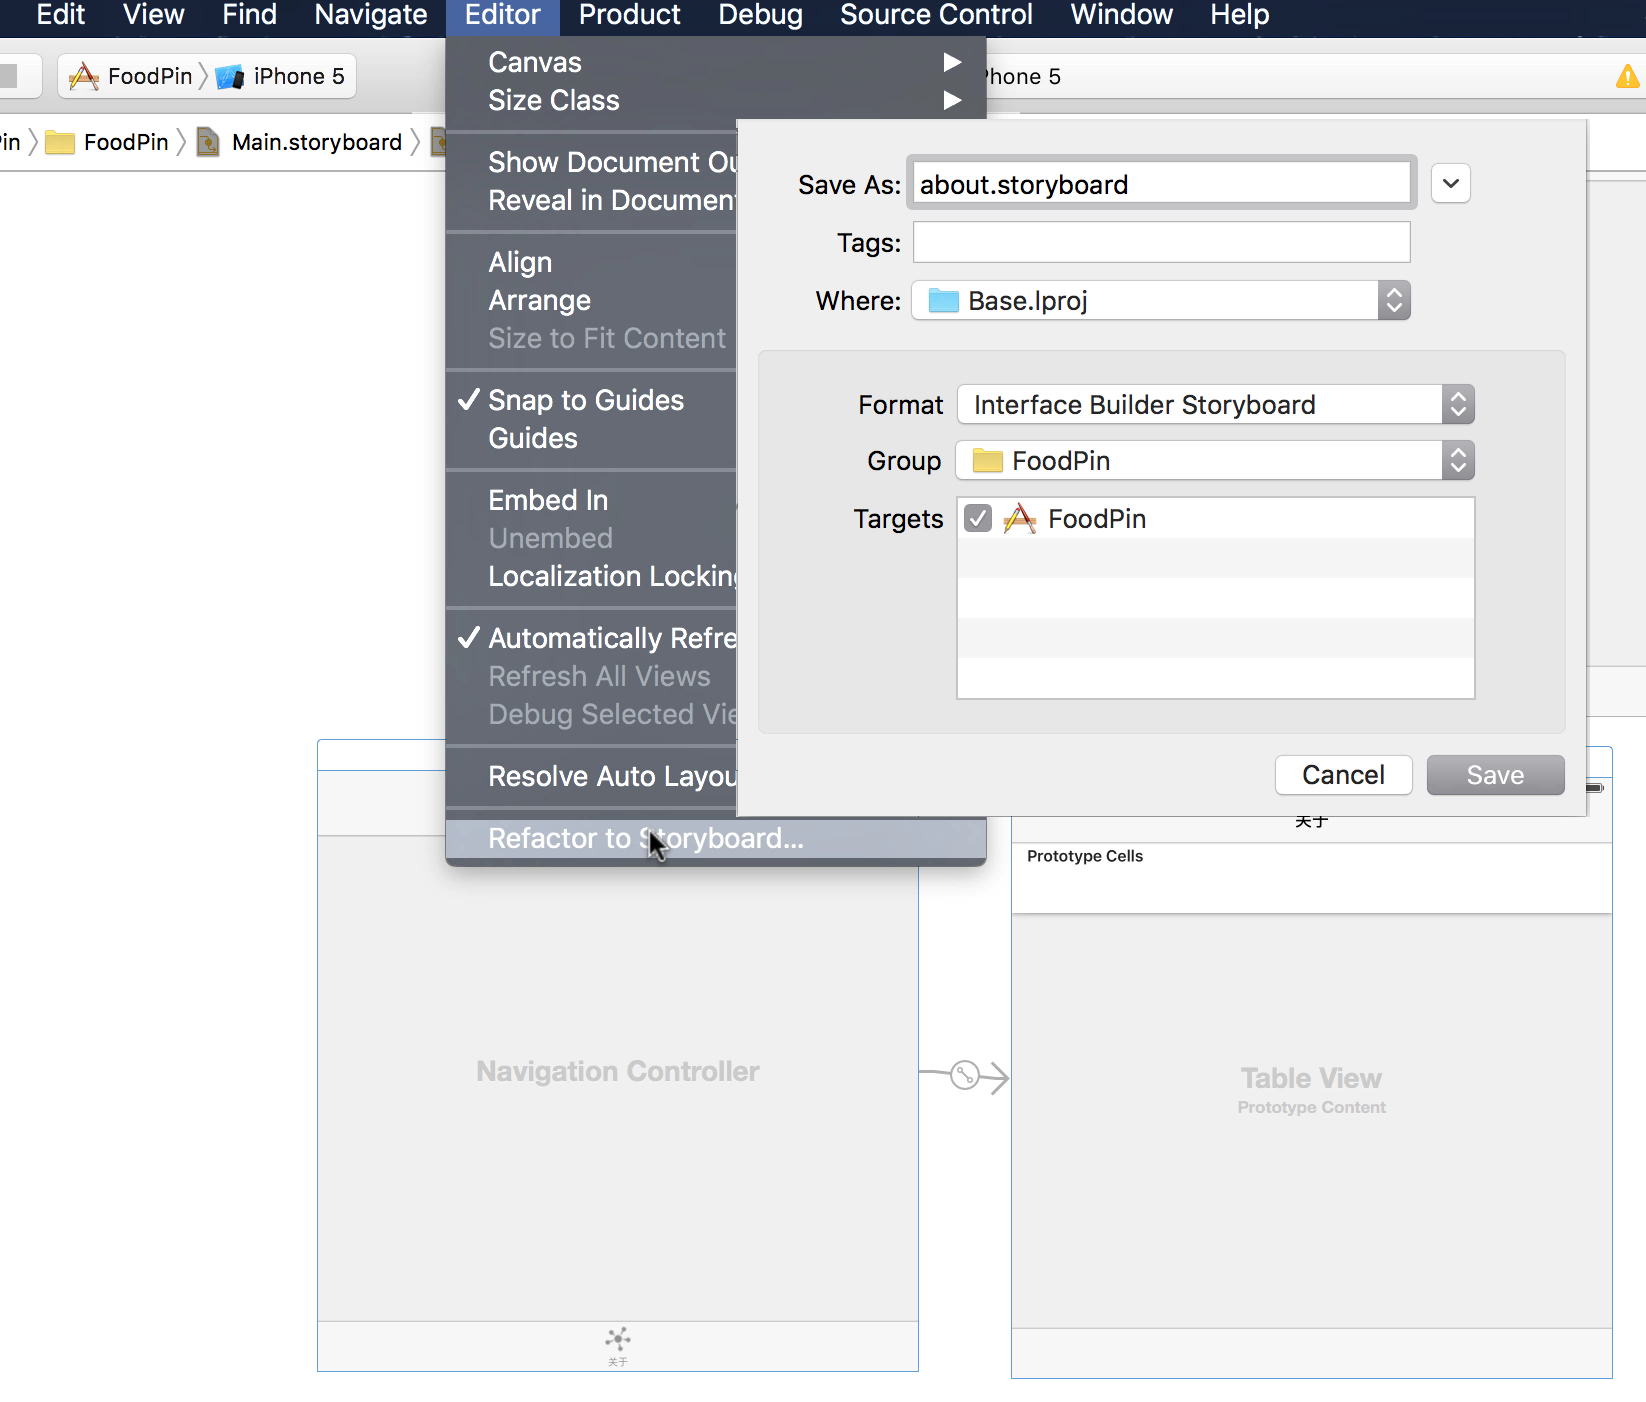 Edit View Find Navigate Editor Product Debug Source Control Window Help
FoodPin iPhone 5
Phone 5
in FoodPin Main.storyboard
Canvas
Size Class
Show Document Ou
Reveal in Documen
Align
Arrange
Size to Fit Content
Snap to Guides
Guides
Embed In
Unembed
Localization Locking
Automatically Refre
Refresh All Views
Debug Selected Vie
Resolve Auto Layou
Refactor to Storyboard...
Save As: about.storyboard
Tags:
Where: Base.lproj
Format Interface Builder Storyboard
Group FoodPin
Targets FoodPin
Cancel Save
关于
Prototype Cells
Navigation Controller
Table View
Prototype Content
关于